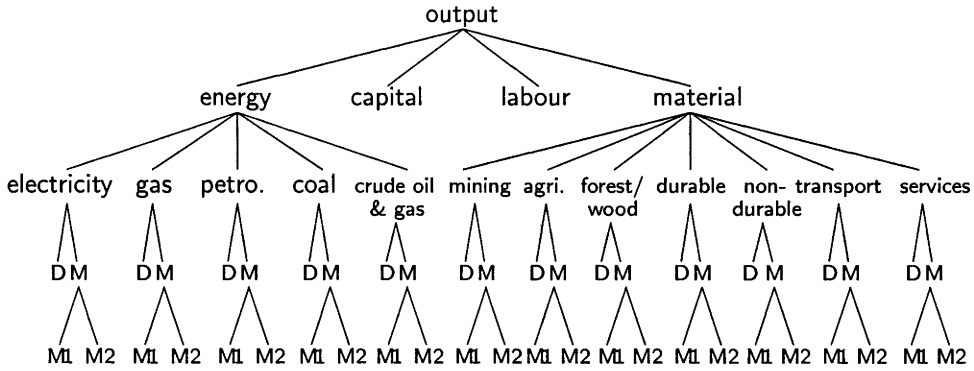 output
energy capital labour material
electricity gas petro. coal crude oil mining agri. forest/ durable non- transport services
& gas wood durable
D M D M D M D M D M D M D M D M D M D M D M D M
M1 M2 M1 M2 M1 M2 M1 M2 M1 M2 M1 M2 M1 M2 M1 M2 M1 M2 M1 M2 M1 M2 M1 M2